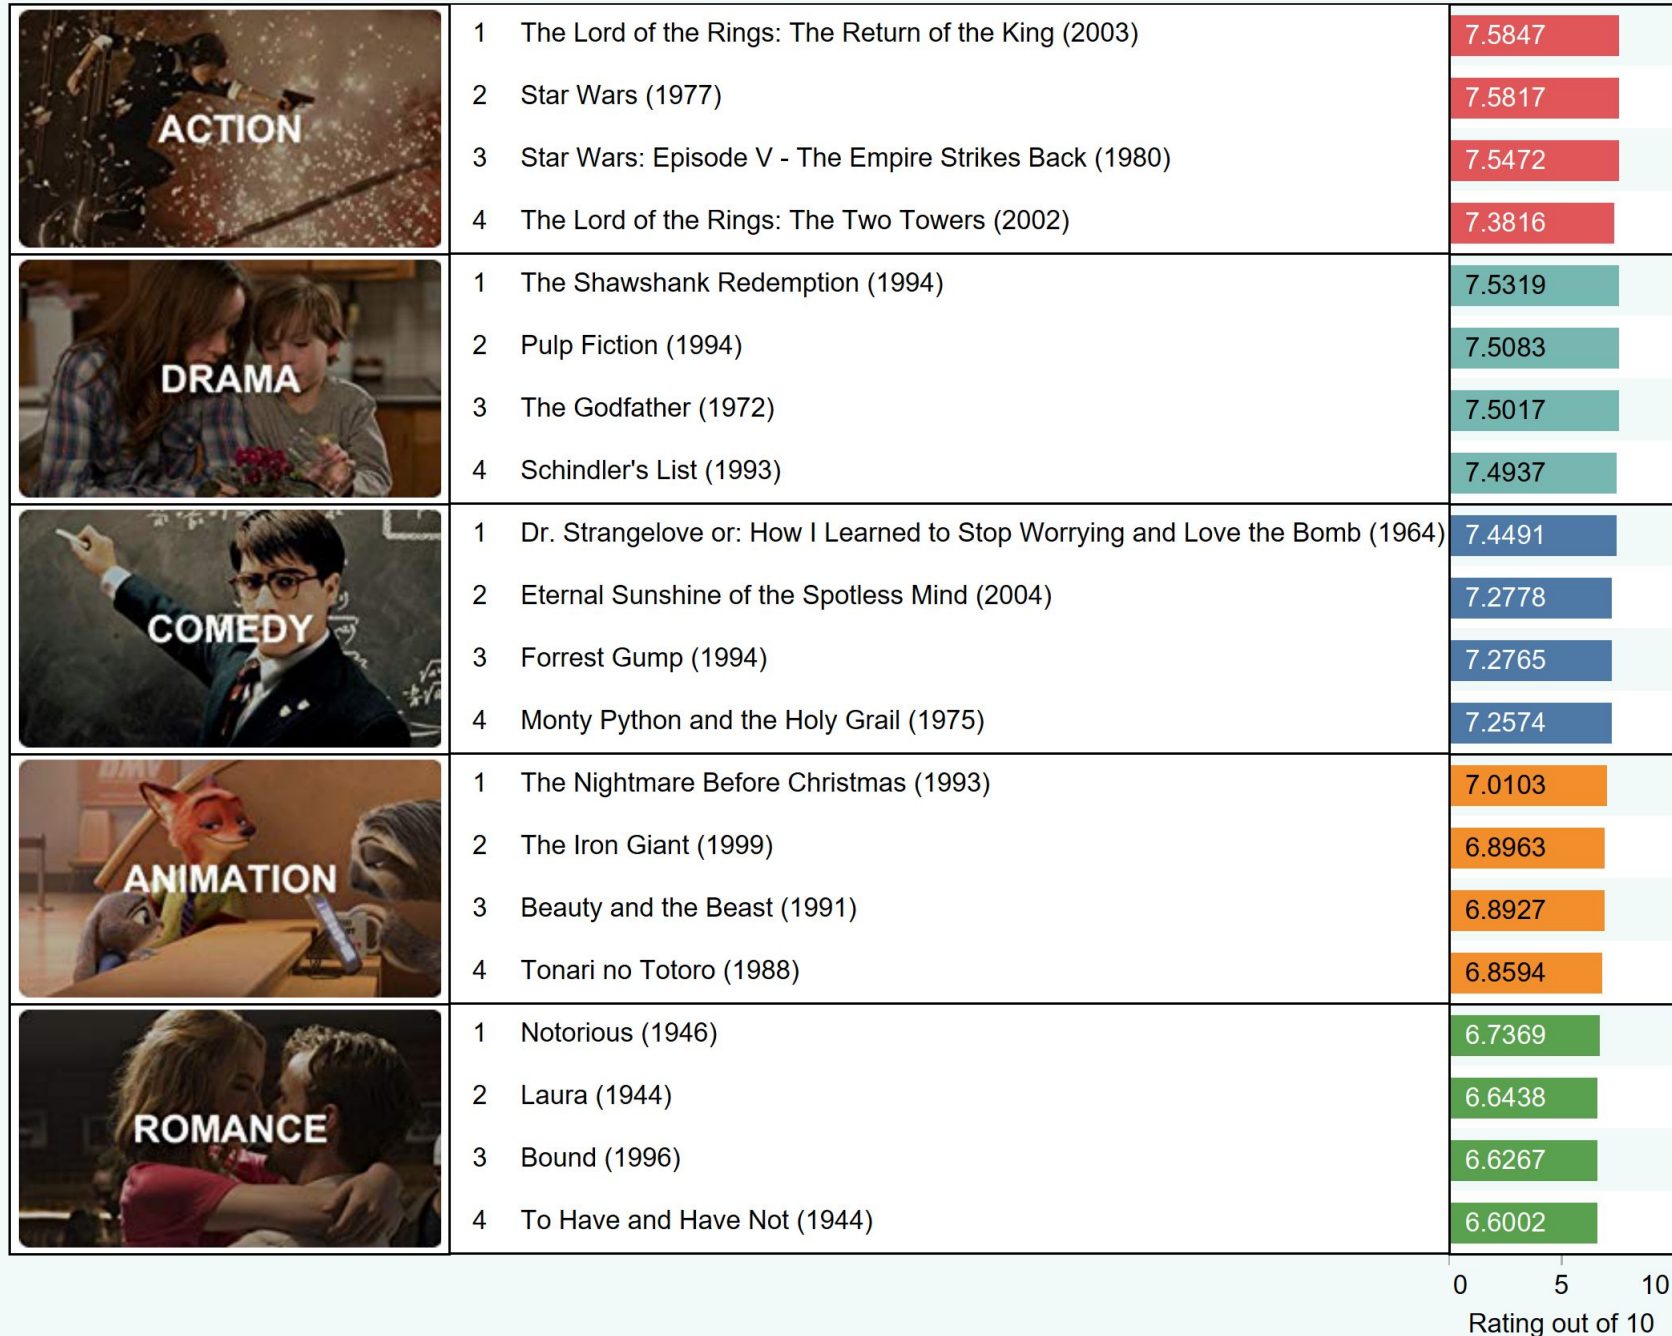 ACTION
1 The Lord of the Rings: The Return of the King (2003) 7.5847
2 Star Wars (1977) 7.5817
3 Star Wars: Episode V - The Empire Strikes Back (1980) 7.5472
4 The Lord of the Rings: The Two Towers (2002) 7.3816
DRAMA
1 The Shawshank Redemption (1994) 7.5319
2 Pulp Fiction (1994) 7.5083
3 The Godfather (1972) 7.5017
4 Schindler's List (1993) 7.4937
COMEDY
1 Dr. Strangelove or: How I Learned to Stop Worrying and Love the Bomb (1964) 7.4491
2 Eternal Sunshine of the Spotless Mind (2004) 7.2778
3 Forrest Gump (1994) 7.2765
4 Monty Python and the Holy Grail (1975) 7.2574
ANIMATION
1 The Nightmare Before Christmas (1993) 7.0103
2 The Iron Giant (1999) 6.8963
3 Beauty and the Beast (1991) 6.8927
4 Tonari no Totoro (1988) 6.8594
ROMANCE
1 Notorious (1946) 6.7369
2 Laura (1944) 6.6438
3 Bound (1996) 6.6267
4 To Have and Have Not (1944) 6.6002
0 5 10
Rating out of 10